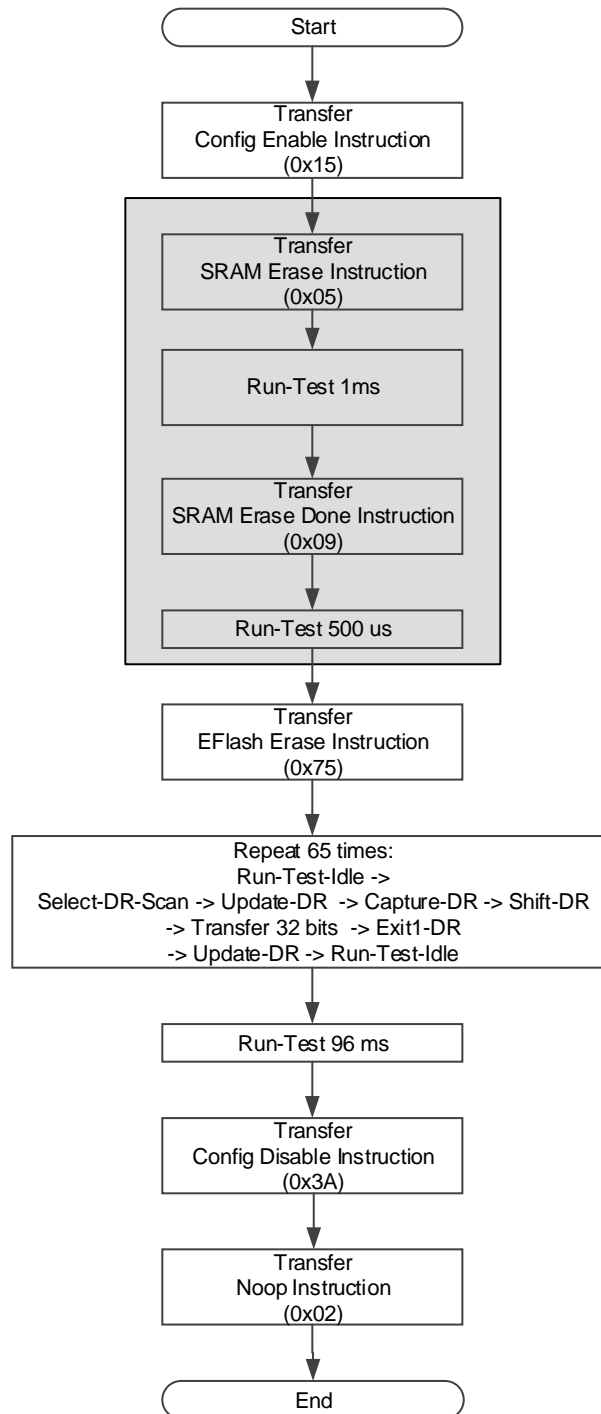 Start
Transfer
Config Enable Instruction
(0x15)
Transfer
SRAM Erase Instruction
(0x05)
Run-Test 1ms
Transfer
SRAM Erase Done Instruction
(0x09)
Run-Test 500 us
Transfer
EFlash Erase Instruction
(0x75)
Repeat 65 times:
Run-Test-Idle ->
Select-DR-Scan -> Update-DR -> Capture-DR -> Shift-DR
-> Transfer 32 bits -> Exit1-DR
-> Update-DR -> Run-Test-Idle
Run-Test 96 ms
Transfer
Config Disable Instruction
(0x3A)
Transfer
Noop Instruction
(0x02)
End